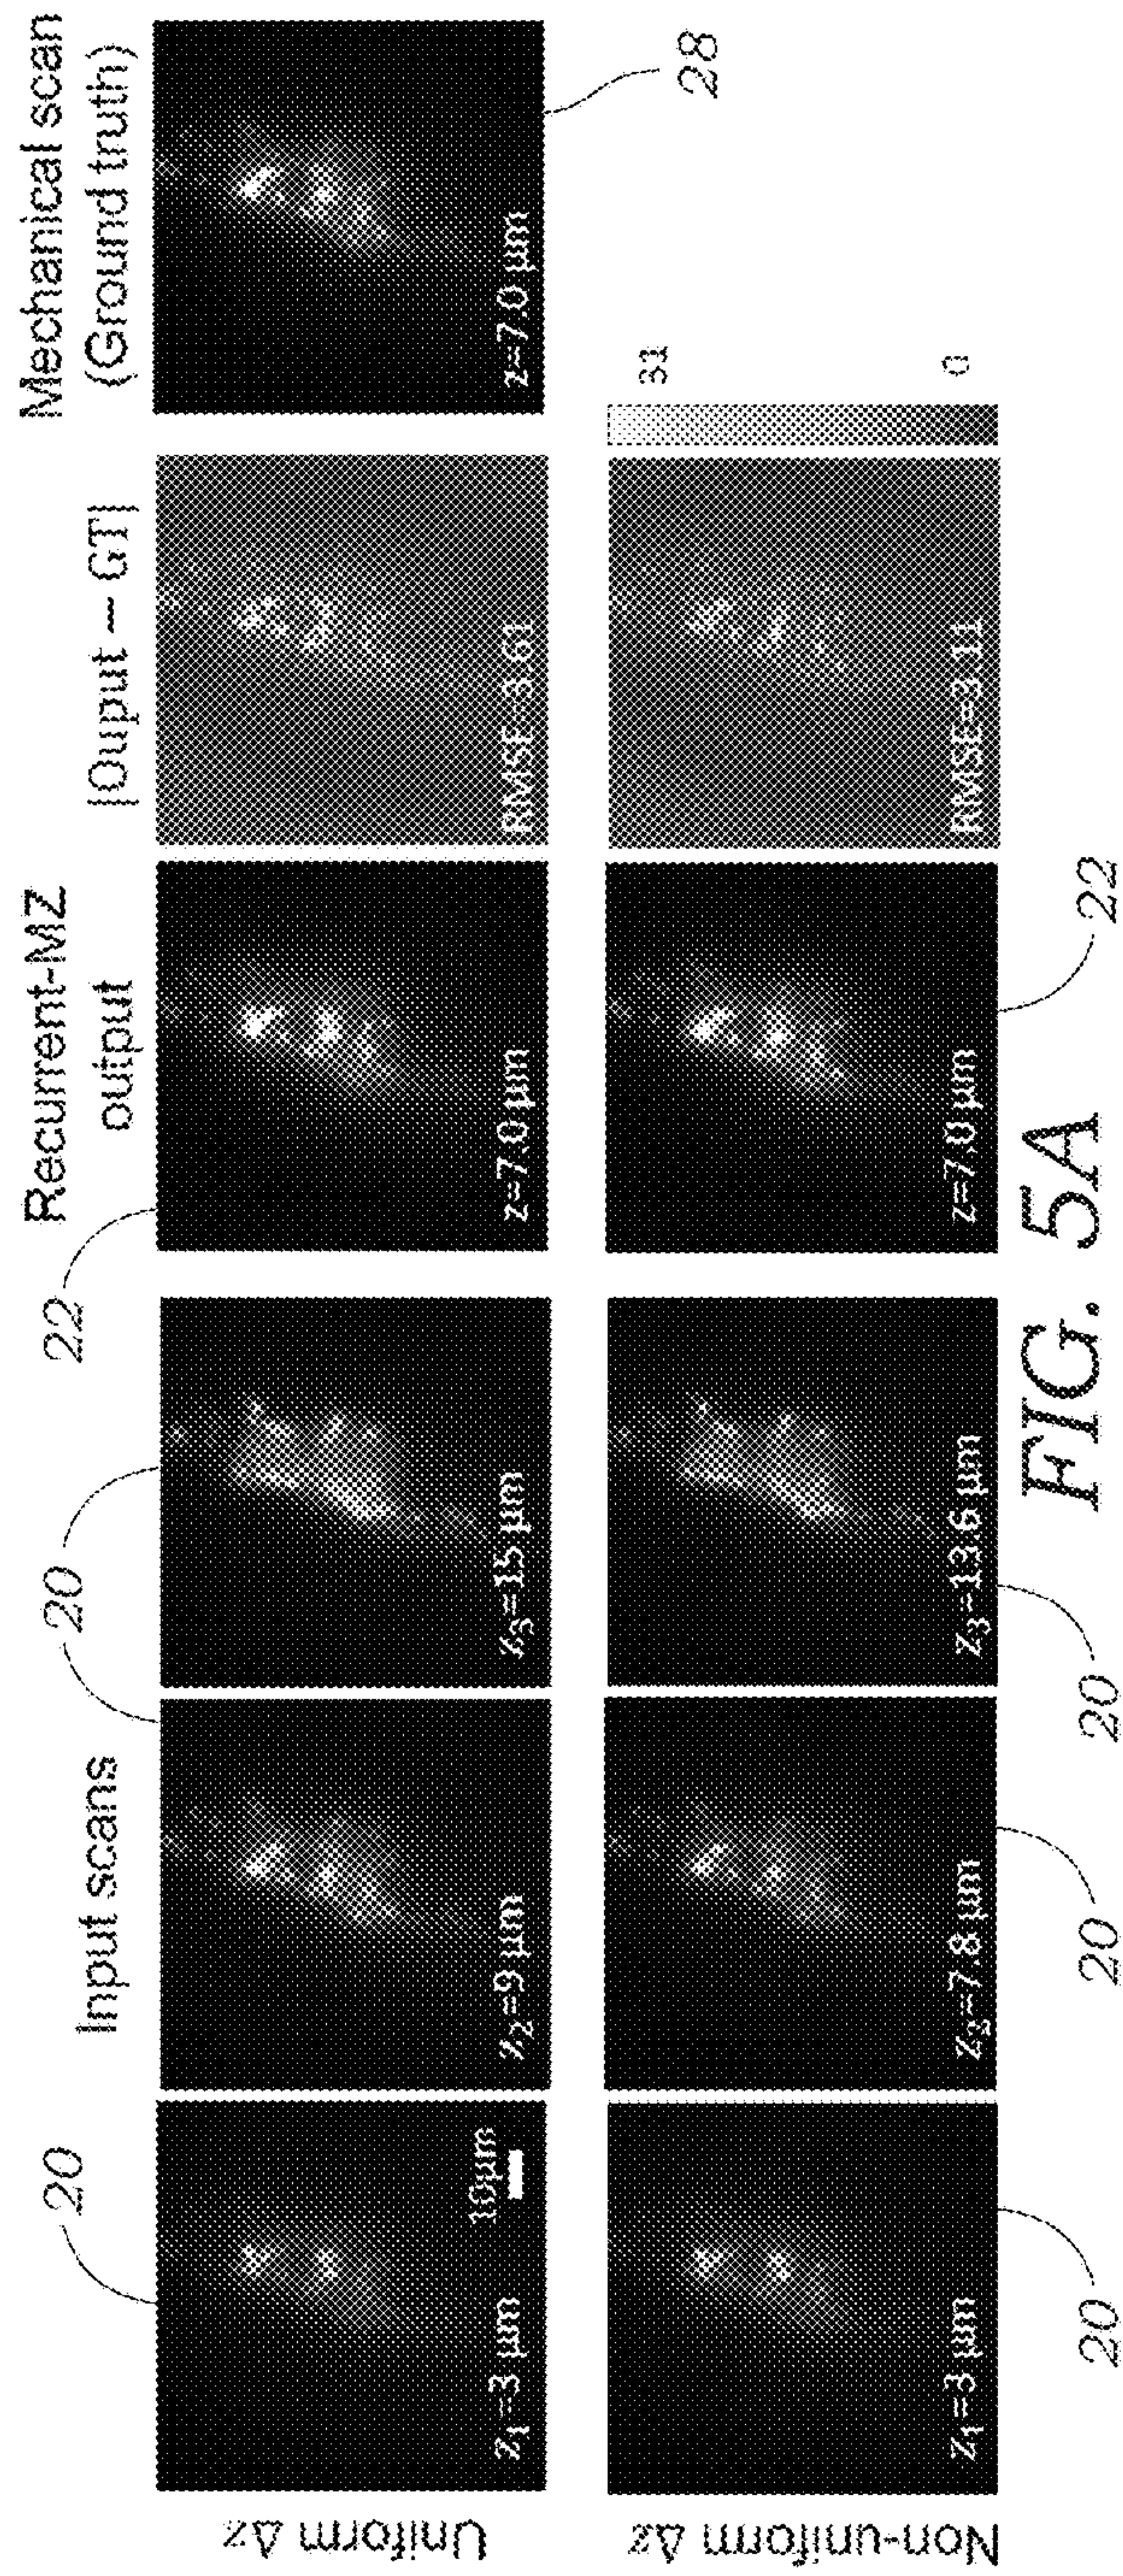 Input scans
Recurrent-MZ
output
|Ouput – GT|
Mechanical scan
(Ground truth)
20
20
22
Uniform Δz
z₁=3 µm
10µm
z₂=9 µm
z₃=15 µm
z=7.0 µm
RMSE=3.61
z=7.0 µm
28
Non-uniform Δz
z₁=3 µm
z₂=7.8 µm
z₃=13.6 µm
z=7.0 µm
RMSE=3.11
31
0
20
20
20
22
FIG. 5A